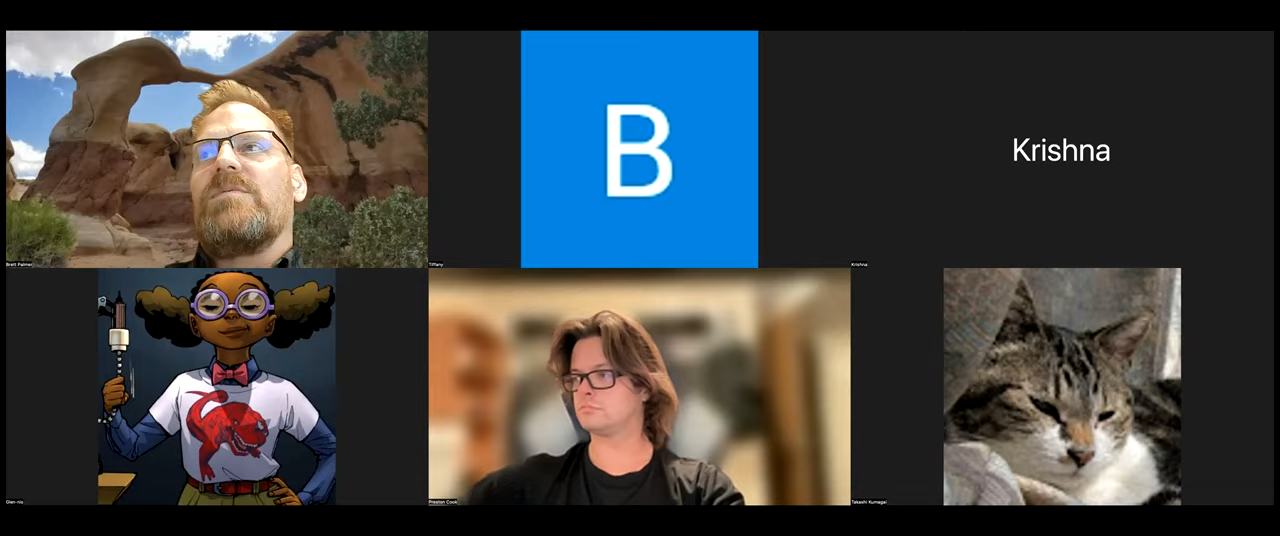 B
Krishna
Brett Palmer
Tiffany
Krishna
Glen-nis
Preston Cook
Takashi Kumagai